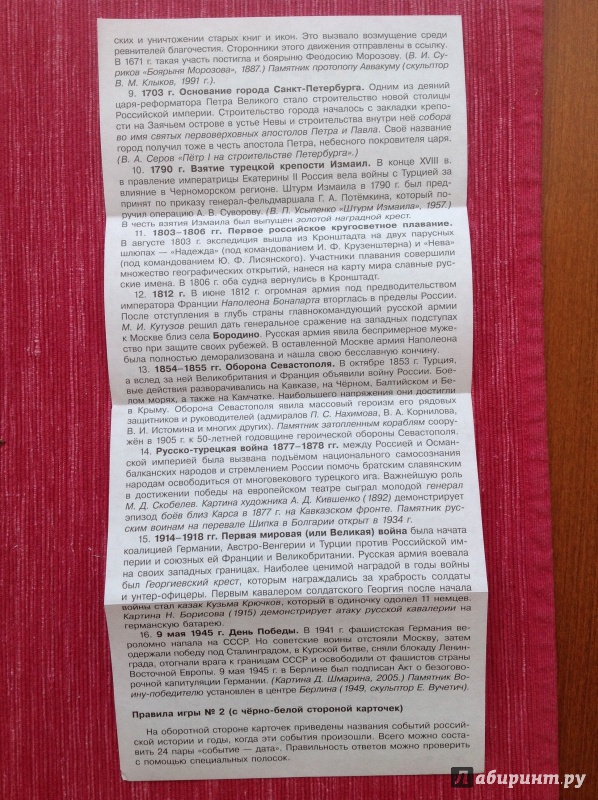 ских и уничтожении старых книг и икон. Это вызвало возмущение среди
ревнителей благочестия. Сторонники этого движения отправлены в ссылку.
В 1671 г. такая участь постигла и боярыню Феодосию Морозову. (В. И. Су-
риков «Боярыня Морозова», 1887.) Памятник протопопу Аввакуму (скульптор
В. М. Клыков, 1991 г.).
9. 1703 г. Основание города Санкт-Петербурга. Одним из деяний
царя-реформатора Петра Великого стало строительство новой столицы
Российской империи. Строительство города началось с закладки крепо-
сти на Заячьем острове в устье Невы и строительства внутри неё собора
во имя святых первоверховных апостолов Петра и Павла. Своё название
город получил тоже в честь апостола Петра, небесного покровителя царя.
(В. А. Серов «Пётр I на строительстве Петербурга».)
10. 1790 г. Взятие турецкой крепости Измаил. В конце XVIII в.
в правление императрицы Екатерины II Россия вела войны с Турцией за
влияние в Черноморском регионе. Штурм Измаила в 1790 г. был пред-
принят по приказу генерал-фельдмаршала Г. А. Потёмкина, который по-
ручил операцию А. В. Суворову. (В. П. Усыпенко «Штурм Измаила», 1957.)
В честь взятия Измаила был выпущен золотой наградной крест.
11. 1803–1806 гг. Первое российское кругосветное плавание.
В августе 1803 г. экспедиция вышла из Кронштадта на двух парусных
шлюпах — «Надежда» (под командованием И. Ф. Крузенштерна) и «Нева»
(под командованием Ю. Ф. Лисянского). Участники плавания совершили
множество географических открытий, нанеся на карту мира славные рус-
ские имена. В 1806 г. оба судна вернулись в Кронштадт.
12. 1812 г. В июне 1812 г. огромная армия под предводительством
императора Франции Наполеона Бонапарта вторглась в пределы России.
После отступления в глубь страны главнокомандующий русской армии
М. И. Кутузов решил дать генеральное сражение на западных подступах
к Москве близ села Бородино. Русская армия явила беспримерное муже-
ство при защите своих рубежей. В оставленной Москве армия Наполеона
была полностью деморализована и нашла свою бесславную кончину.
13. 1854–1855 гг. Оборона Севастополя. В октябре 1853 г. Турция,
а вслед за ней Великобритания и Франция объявили войну России. Бое-
вые действия разворачивались на Кавказе, на Чёрном, Балтийском и Бе-
лом морях, а также на Камчатке. Наибольшего напряжения они достигли
в Крыму. Оборона Севастополя явила массовый героизм его рядовых
защитников и руководителей (адмиралов П. С. Нахимова, В. А. Корнилова,
В. И. Истомина и многих других). Памятник затопленным кораблям соору-
жён в 1905 г. к 50-летней годовщине героической обороны Севастополя.
14. Русско-турецкая война 1877–1878 гг. между Россией и Осман-
ской империей была вызвана подъёмом национального самосознания
балканских народов и стремлением России помочь братским славянским
народам освободиться от многовекового турецкого ига. Важнейшую роль
в достижении победы на европейском театре сыграл молодой генерал
М. Д. Скобелев. Картина художника А. Д. Кившенко (1892) демонстрирует
эпизод боёв близ Карса в 1877 г. на Кавказском фронте. Памятник рус-
ским воинам на перевале Шипка в Болгарии открыт в 1934 г.
15. 1914–1918 гг. Первая мировая (или Великая) война была начата
коалицией Германии, Австро-Венгрии и Турции против Российской импе-
рии и союзных ей Франции и Великобритании. Русская армия воевала
на своих западных границах. Наиболее ценимой наградой в годы войны
был Георгиевский крест, которым награждались за храбрость солдаты
и унтер-офицеры. Первым кавалером солдатского Георгия после начала
войны стал казак Кузьма Крючков, который в одиночку одолел 11 немцев.
Картина Н. Борисова (1915) демонстрирует атаку русской кавалерии на
германскую батарею.
16. 9 мая 1945 г. День Победы. В 1941 г. фашистская Германия ве-
роломно напала на СССР. Но советские воины отстояли Москву, затем
одержали победу под Сталинградом, в Курской битве, сняли блокаду Ленин-
града, отогнали врага к границам СССР и освободили от фашистов страны
Восточной Европы. 9 мая 1945 г. в Берлине был подписан Акт о безогово-
рочной капитуляции Германии. (Картина Д. Шмарина, 2005.) Памятник Во-
ину-победителю установлен в центре Берлина (1949, скульптор Е. Вучетич).
Правила игры № 2 (с чёрно-белой стороной карточек)
На оборотной стороне карточек приведены названия событий россий-
ской истории и годы, когда эти события произошли. Всего можно соста-
вить 24 пары «событие — дата». Правильность ответов можно проверить
с помощью специальных полосок.
Лабиринт.ру